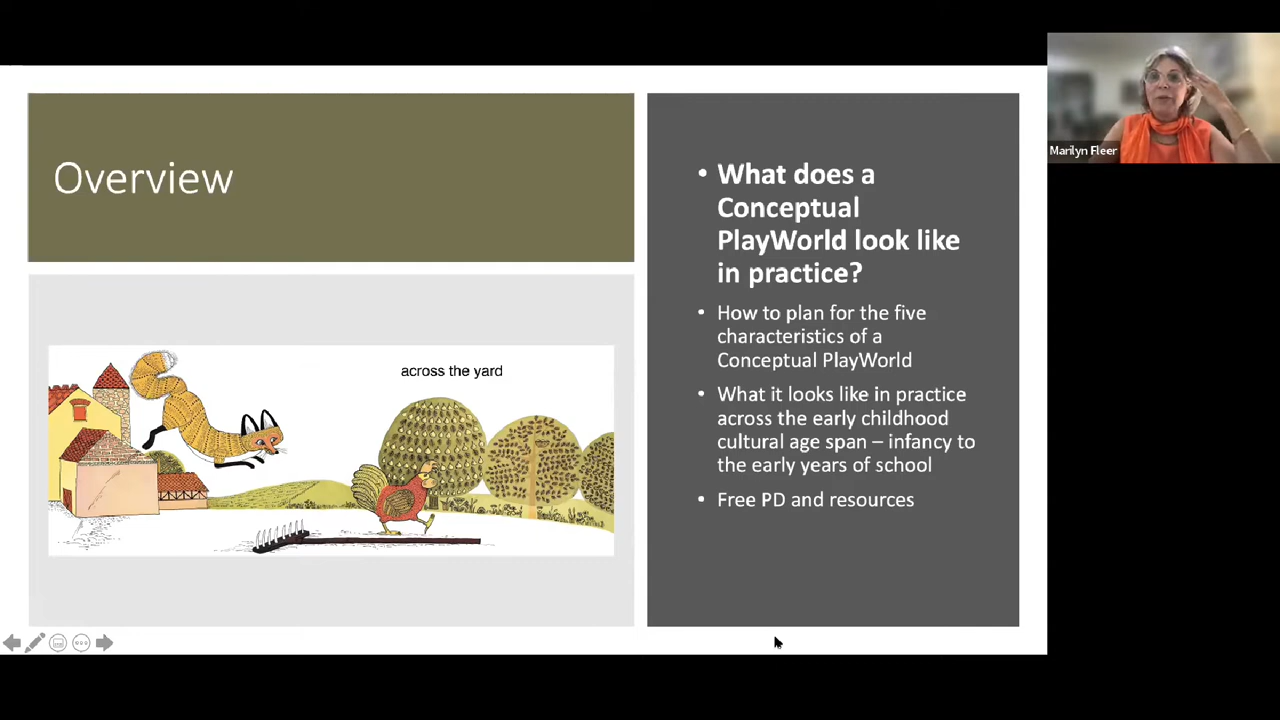 Overview
across the yard
• What does a
Conceptual
PlayWorld look like
in practice?
• How to plan for the five
characteristics of a
Conceptual PlayWorld
• What it looks like in practice
across the early childhood
cultural age span – infancy to
the early years of school
• Free PD and resources
Marilyn Fleer